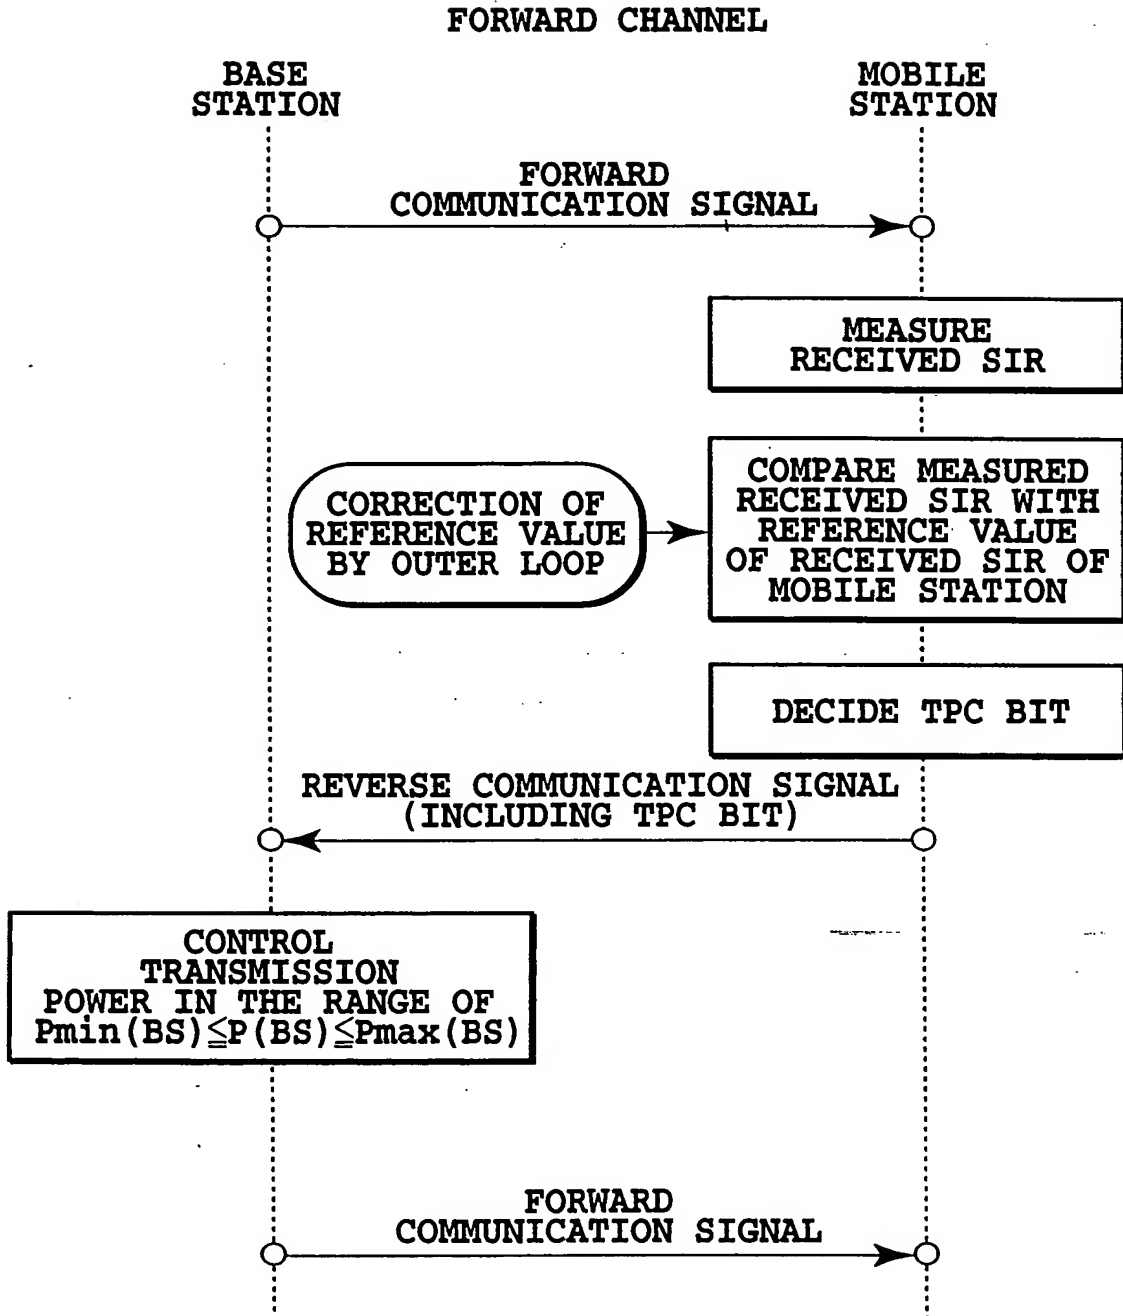 FORWARD CHANNEL
BASE
STATION
MOBILE
STATION
FORWARD
COMMUNICATION SIGNAL
MEASURE
RECEIVED SIR
CORRECTION OF
REFERENCE VALUE
BY OUTER LOOP
COMPARE MEASURED
RECEIVED SIR WITH
REFERENCE VALUE
OF RECEIVED SIR OF
MOBILE STATION
DECIDE TPC BIT
REVERSE COMMUNICATION SIGNAL
(INCLUDING TPC BIT)
CONTROL
TRANSMISSION
POWER IN THE RANGE OF
Pmin(BS)≦P(BS)≦Pmax(BS)
FORWARD
COMMUNICATION SIGNAL